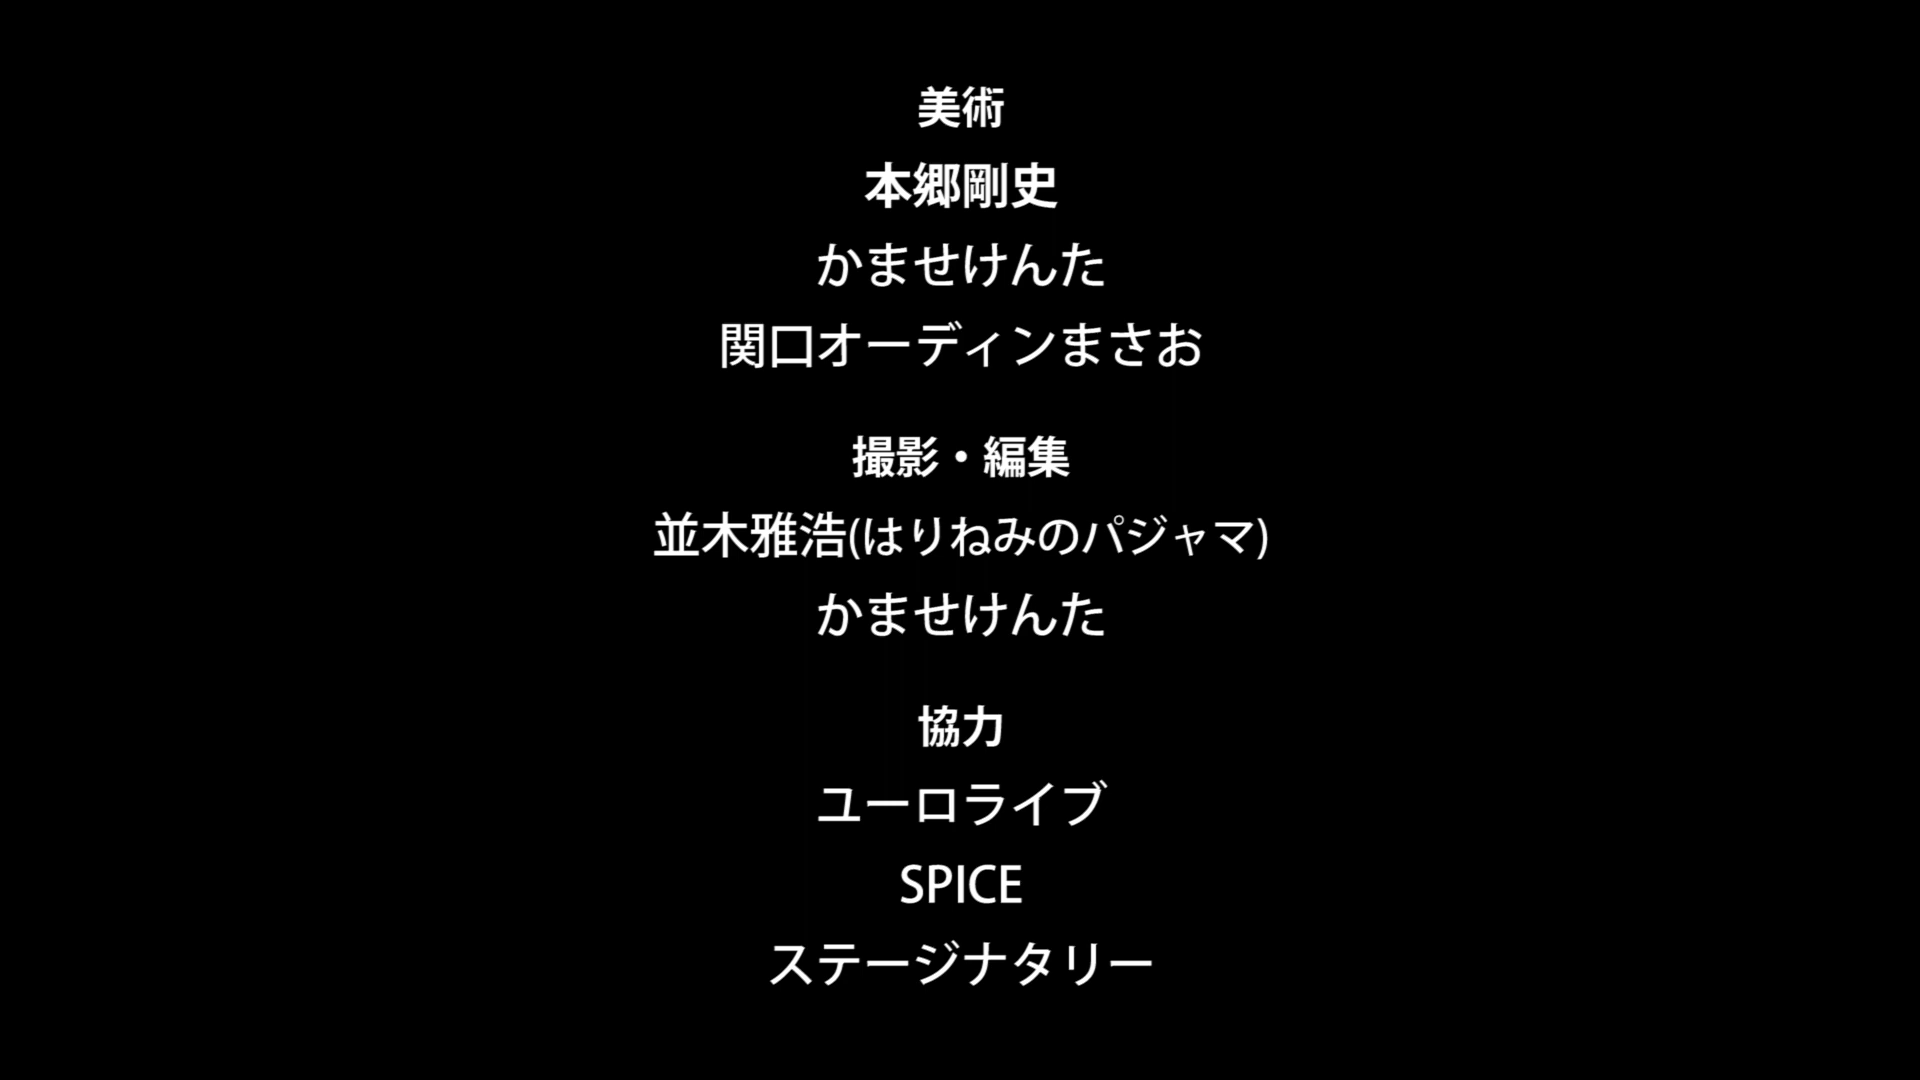 美術
本郷剛史
かませけんた
関口オーディンまさお
撮影・編集
並木雅浩(はりねみのパジャマ)
かませけんた
協力
ユーロライブ
SPICE
ステージナタリー